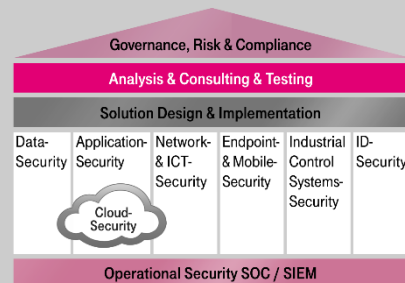 Governance, Risk & Compliance
Analysis & Consulting & Testing
Solution Design & Implementation
Data-
Security
Application-
Security
Network-
& ICT-
Security
Endpoint-
& Mobile-
Security
Industrial
Control
Systems-
Security
ID-
Security
Cloud-
Security
Operational Security SOC / SIEM